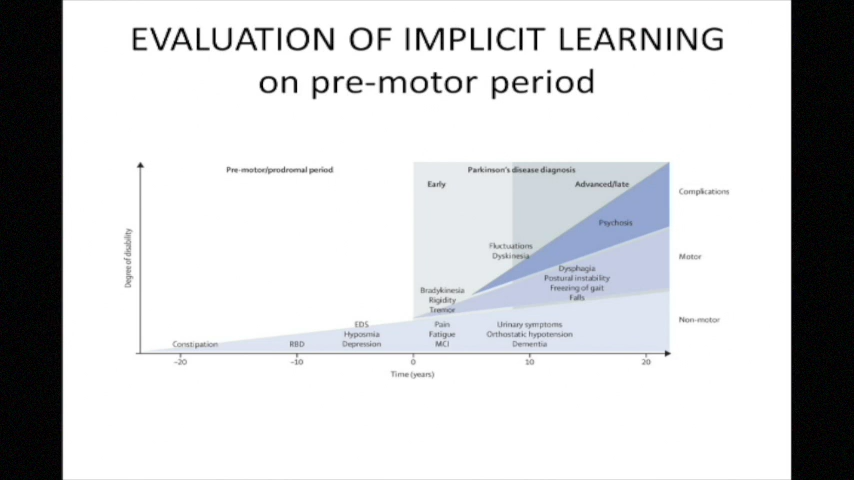 EVALUATION OF IMPLICIT LEARNING
on pre-motor period
Pre-motor/prodromal period
Parkinson's disease diagnosis
Early
Advanced/late
Complications
Psychosis
Degree of disability
Fluctuations
Dyskinesia
Motor
Dysphagia
Postural instability
Freezing of gait
Falls
Bradykinesia
Rigidity
Tremor
Non-motor
EDS
Hyposmia
Depression
Pain
Fatigue
MCI
Urinary symptoms
Orthostatic hypotension
Dementia
Constipation
RBD
–20
–10
0
10
20
Time (years)